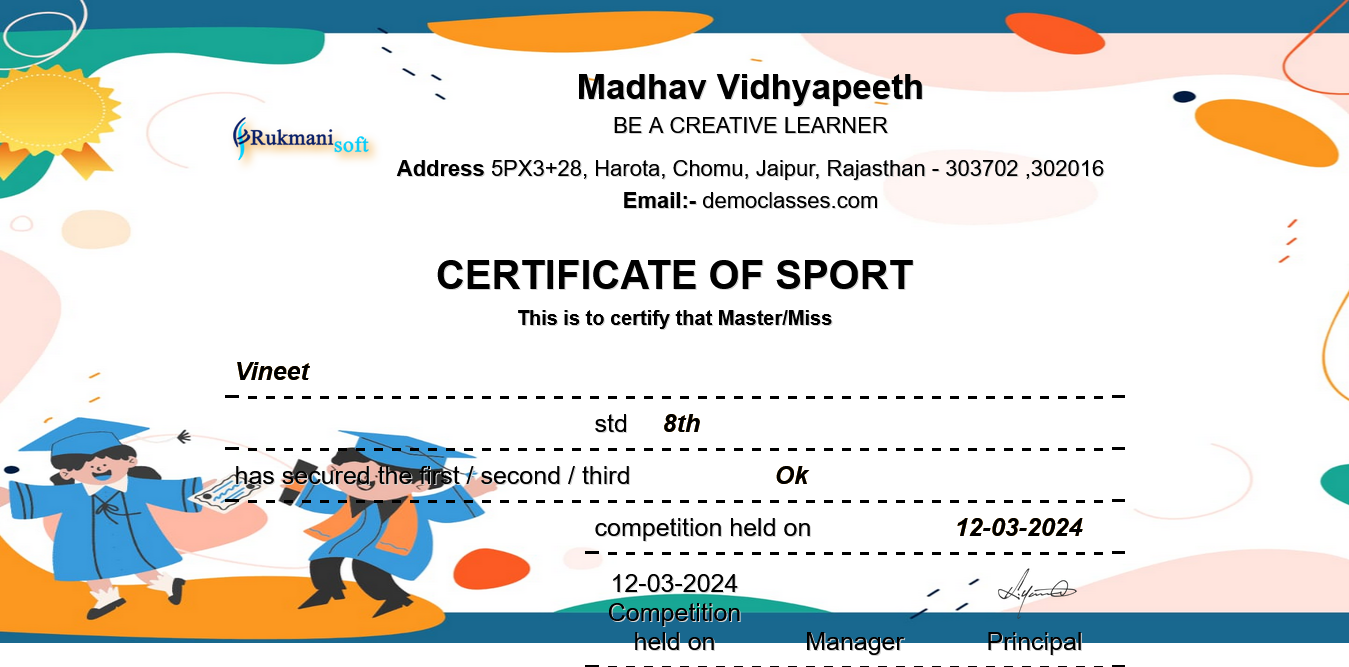 Madhav Vidhyapeeth
BE A CREATIVE LEARNER
Rukmani soft
Address 5PX3+28, Harota, Chomu, Jaipur, Rajasthan - 303702 ,302016
Email:- democlasses.com
CERTIFICATE OF SPORT
This is to certify that Master/Miss
Vineet
std 8th
has secured the first / second / third Ok
competition held on 12-03-2024
12-03-2024
Competition
held on Manager Principal